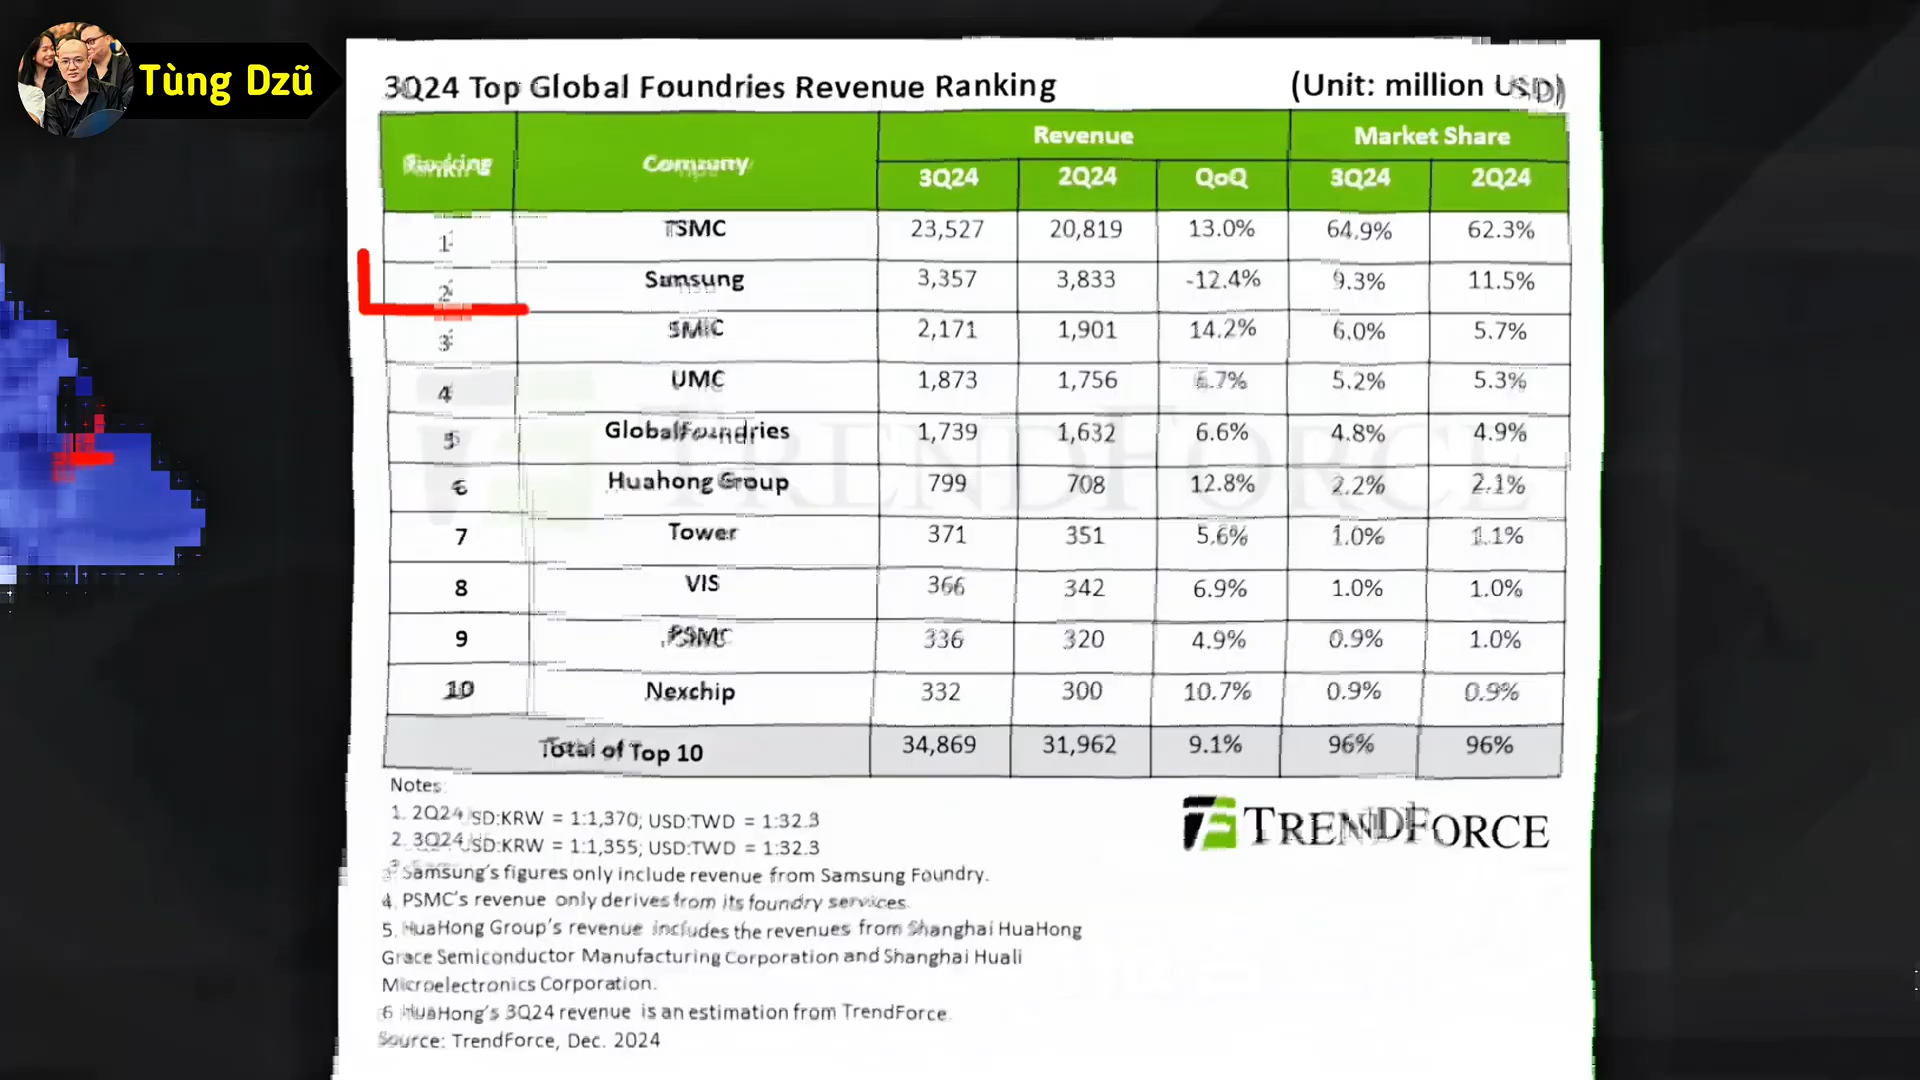 Tùng Dzũ
3Q24 Top Global Foundries Revenue Ranking (Unit: million USD)
Ranking Company Revenue Market Share
3Q24 2Q24 QoQ 3Q24 2Q24
1 TSMC 23,527 20,819 13.0% 64.9% 62.3%
2 Samsung 3,357 3,833 -12.4% 9.3% 11.5%
3 SMIC 2,171 1,901 14.2% 6.0% 5.7%
4 UMC 1,873 1,756 6.7% 5.2% 5.3%
5 GlobalFoundries 1,739 1,632 6.6% 4.8% 4.9%
6 Huahong Group 799 708 12.8% 2.2% 2.1%
7 Tower 371 351 5.6% 1.0% 1.1%
8 VIS 366 342 6.9% 1.0% 1.0%
9 PSMC 336 320 4.9% 0.9% 1.0%
10 Nexchip 332 300 10.7% 0.9% 0.9%
Total of Top 10 34,869 31,962 9.1% 96% 96%
Notes
1. 2Q24 SD:KRW = 1:1,370; USD:TWD = 1:32.3
2. 3Q24 USD:KRW = 1:1,355; USD:TWD = 1:32.3
3 Samsung's figures only include revenue from Samsung Foundry.
4. PSMC's revenue only derives from its foundry services.
5. HuaHong Group's revenue includes the revenues from Shanghai HuaHong
Grace Semiconductor Manufacturing Corporation and Shanghai Huali
Microelectronics Corporation.
6 HuaHong's 3Q24 revenue is an estimation from TrendForce.
Source: TrendForce, Dec. 2024
TRENDFORCE